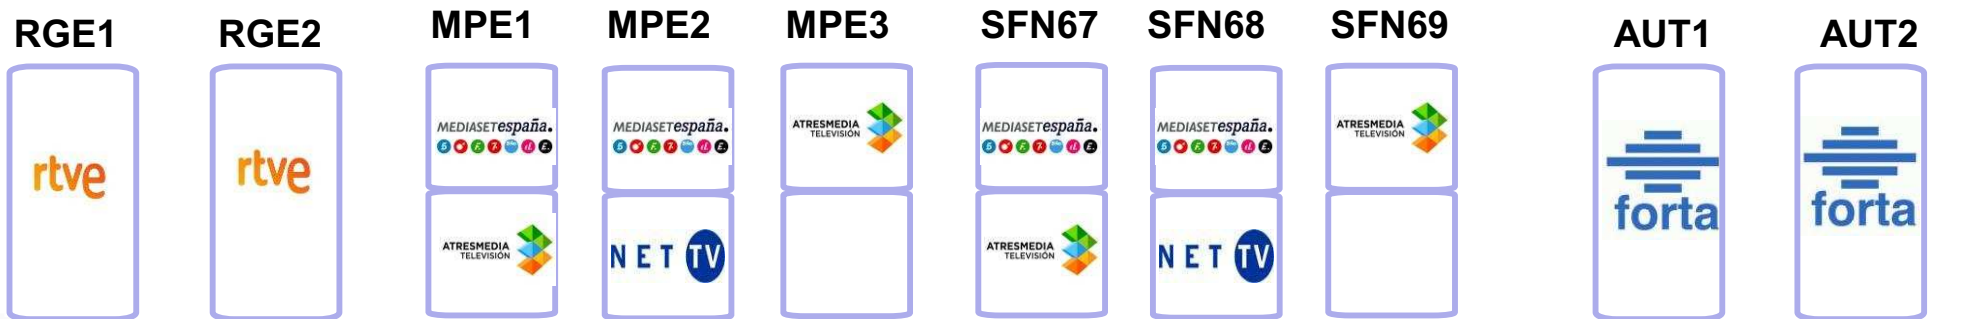 RGE1 RGE2 MPE1 MPE2 MPE3 SFN67 SFN68 SFN69 AUT1 AUT2
MEDIASETespaña. MEDIASETespaña. ATRESMEDIA TELEVISIÓN MEDIASETespaña. MEDIASETespaña. ATRESMEDIA TELEVISIÓN
rtve rtve
forta forta
ATRESMEDIA TELEVISIÓN NET TV ATRESMEDIA TELEVISIÓN NET TV